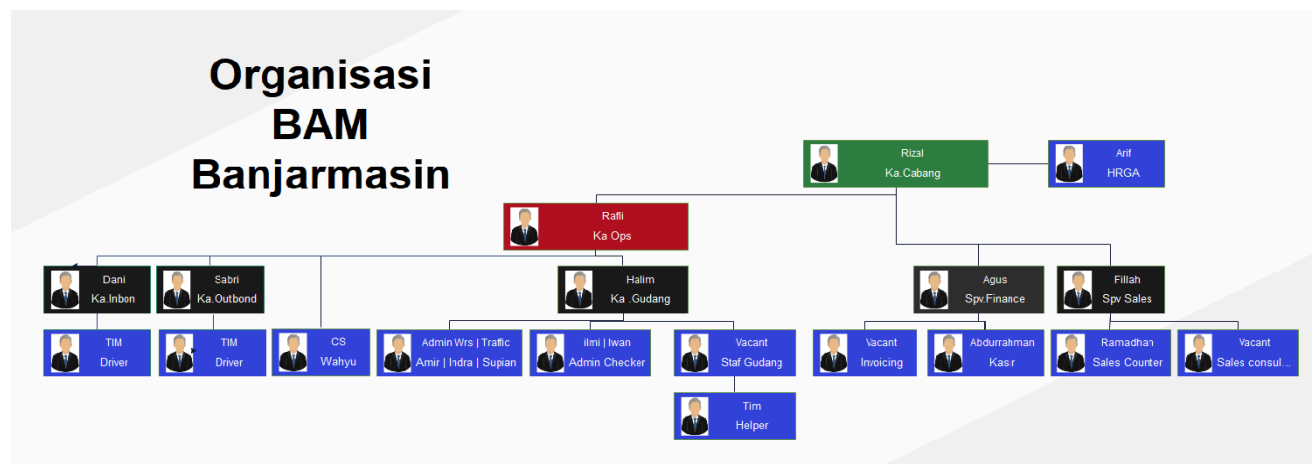 Organisasi
BAM
Banjarmasin
Rizal
Ka.Cabang
Arif
HRGA
Rafli
Ka Ops
Dani
Ka.Inbon
Sabri
Ka.Outbond
Halim
Ka .Gudang
Agus
Spv.Finance
Fillah
Spv Sales
TIM
Driver
TIM
Driver
CS
Wahyu
Admin Wrs | Traffic
Amir | Indra | Supian
ilmi | Iwan
Admin Checker
Vacant
Staf Gudang
Vacant
Invoicing
Abdurrahman
Kasir
Ramadhan
Sales Counter
Vacant
Sales consul...
Tim
Helper